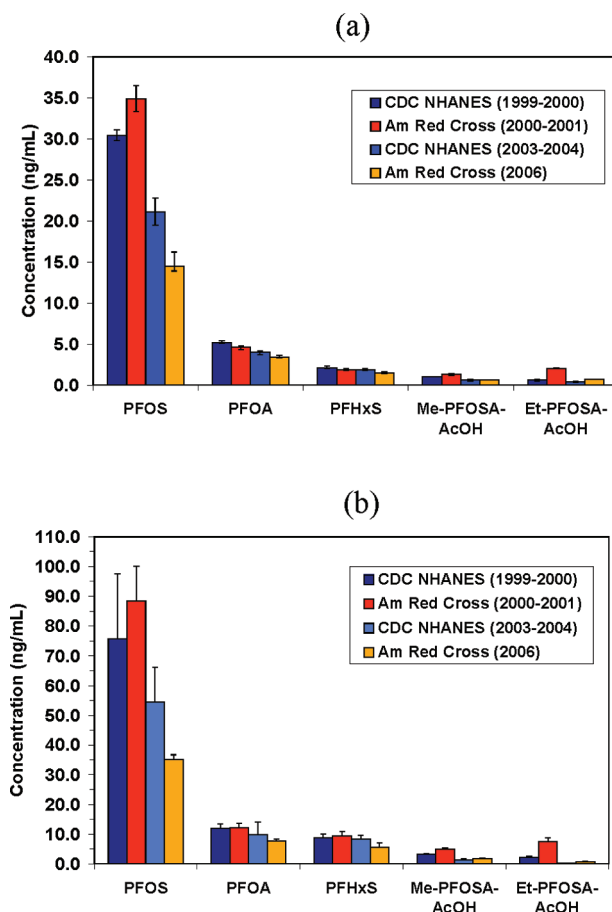 (a)
40.0
35.0
30.0
25.0
20.0
15.0
10.0
5.0
0.0
Concentration (ng/mL)
CDC NHANES (1999-2000)
Am Red Cross (2000-2001)
CDC NHANES (2003-2004)
Am Red Cross (2006)
PFOS PFOA PFHxS Me-PFOSA- Et-PFOSA-
AcOH AcOH
(b)
110.0
100.0
90.0
80.0
70.0
60.0
50.0
40.0
30.0
20.0
10.0
0.0
Concentration (ng/mL)
CDC NHANES (1999-2000)
Am Red Cross (2000-2001)
CDC NHANES (2003-2004)
Am Red Cross (2006)
PFOS PFOA PFHxS Me-PFOSA- Et-PFOSA-
AcOH AcOH